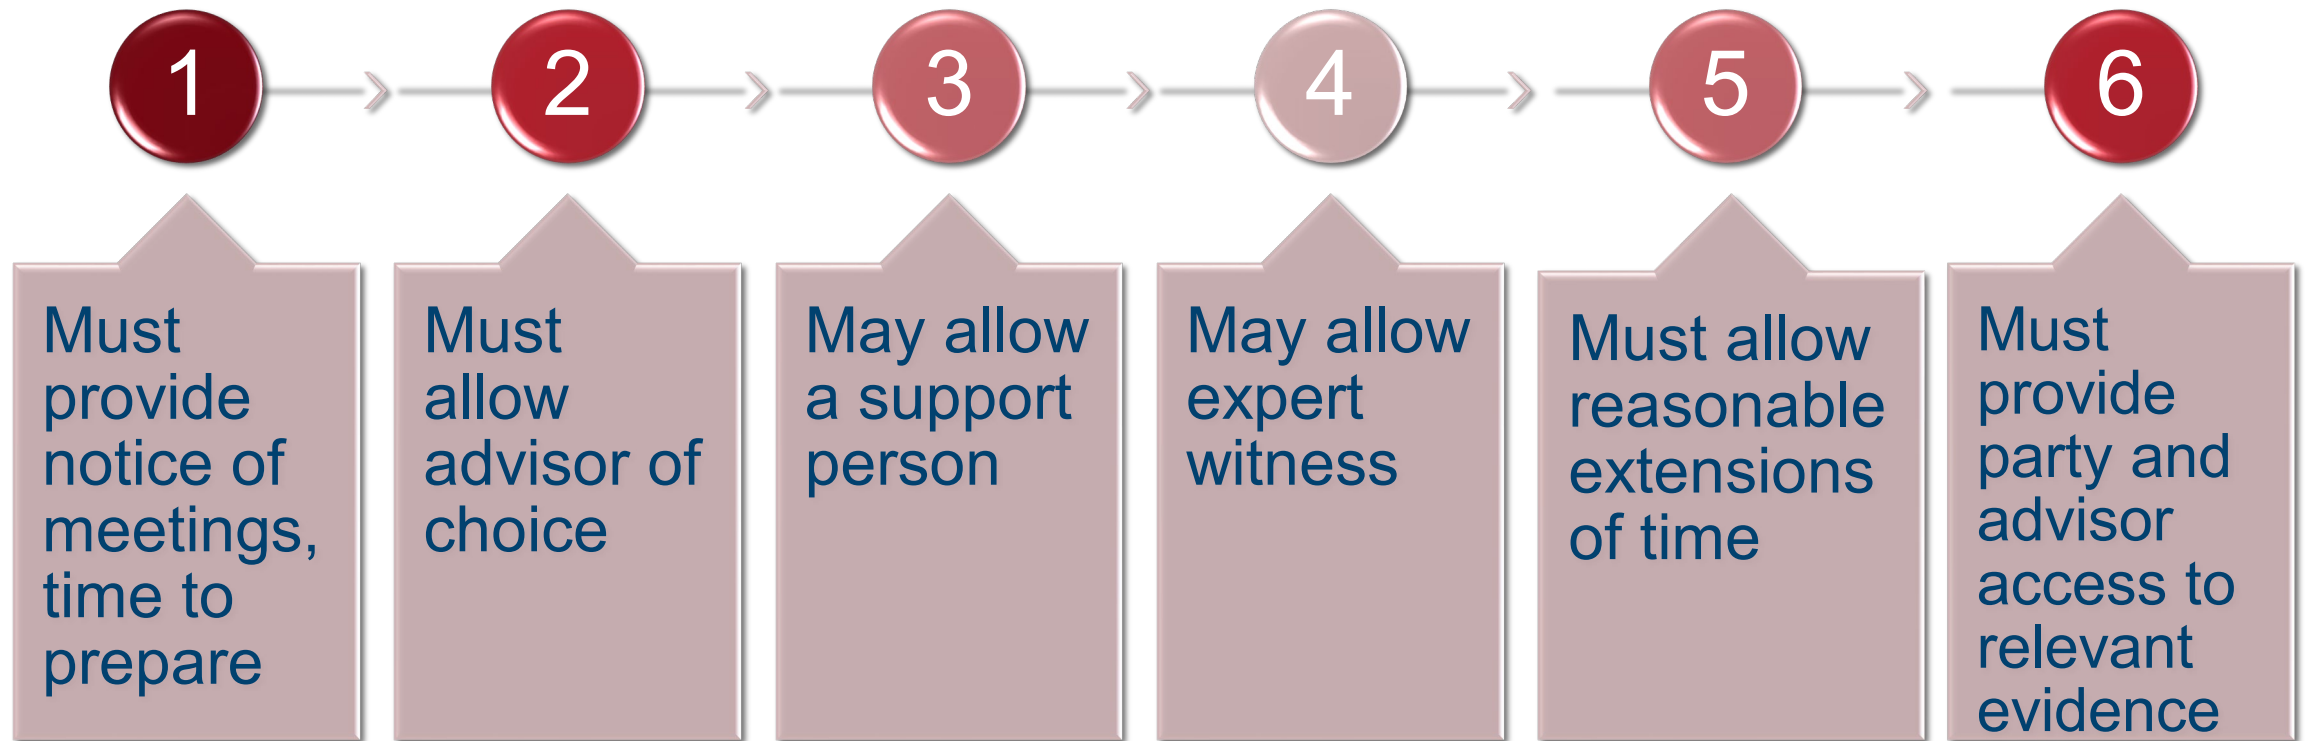 1
2
3
4
5
6
Must
provide
notice of
meetings,
time to
prepare
Must
allow
advisor of
choice
May allow
a support
person
May allow
expert
witness
Must allow
reasonable
extensions
of time
Must
provide
party and
advisor
access to
relevant
evidence